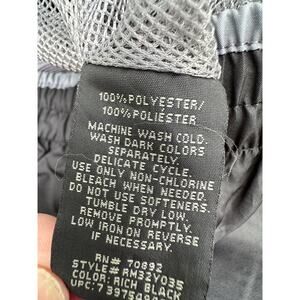 100% POLYESTER/
100% POLIÉSTER
MACHINE WASH COLD.
WASH DARK COLORS
SEPARATELY.
DELICATE CYCLE.
USE ONLY NON-CHLORINE
BLEACH WHEN NEEDED.
DO NOT USE SOFTENERS.
TUMBLE DRY LOW.
REMOVE PROMPTLY.
LOW IRON ON REVERSE
IF NECESSARY.
RN# 70892
STYLE# RM32Y035
COLOR: RICH BLACK
UPC: